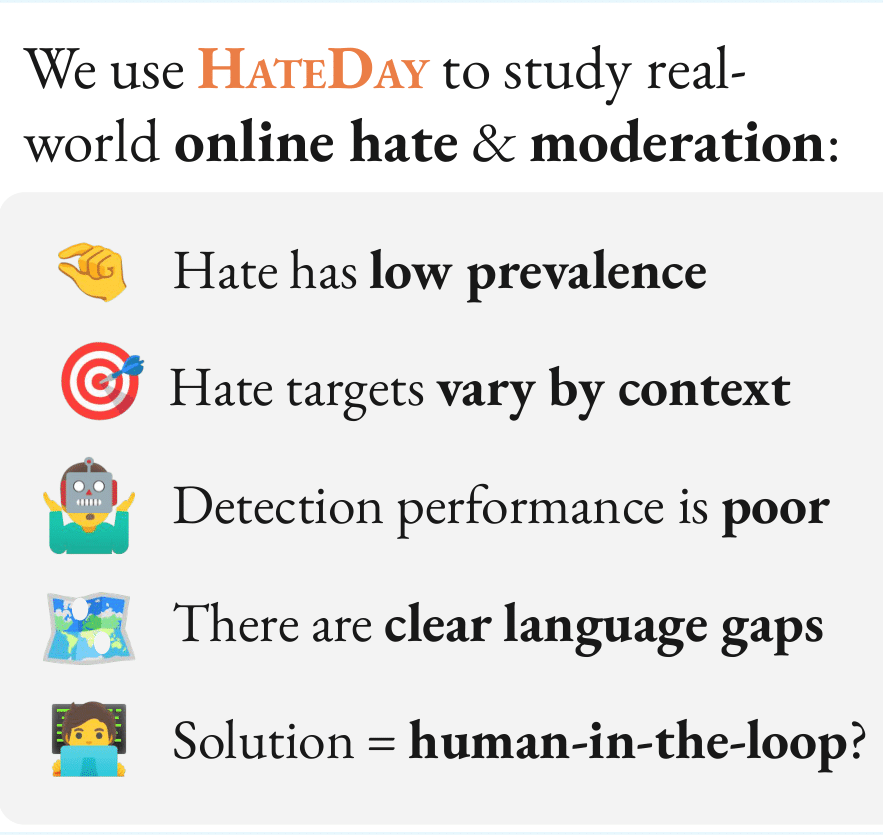 We use HATEDAY to study real-
world online hate & moderation:
Hate has low prevalence
Hate targets vary by context
Detection performance is poor
There are clear language gaps
Solution = human-in-the-loop?